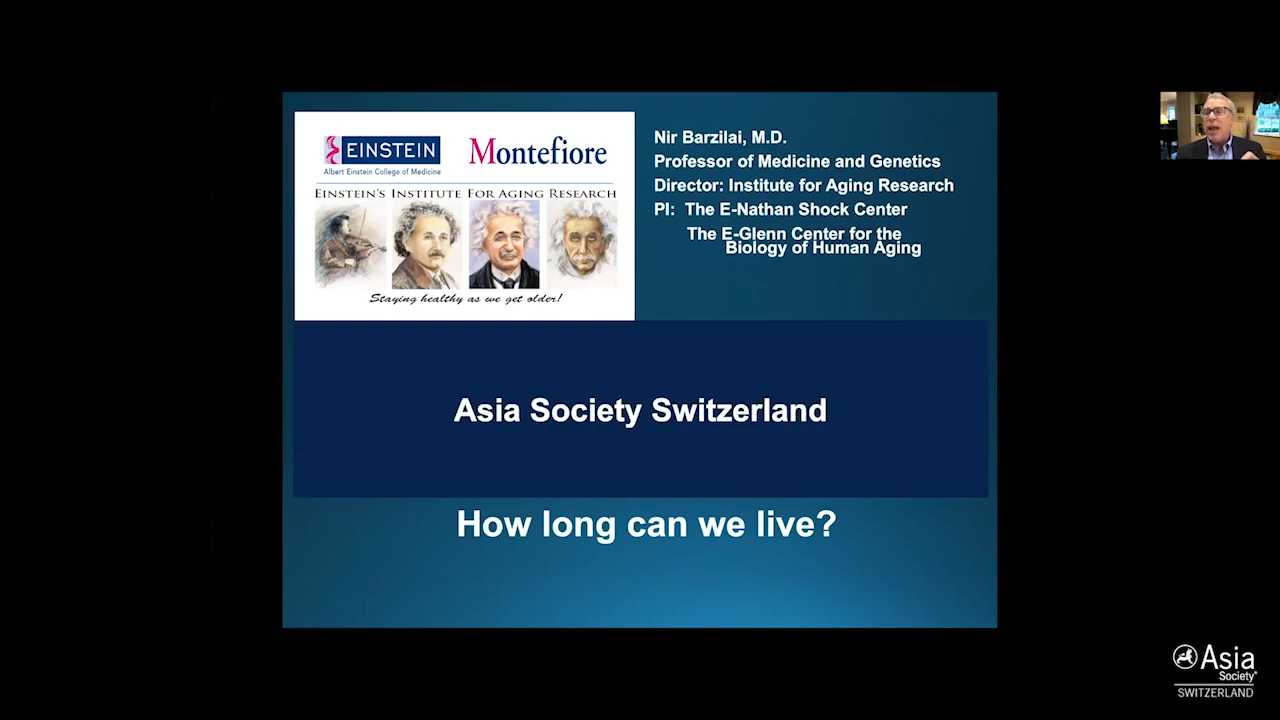 EINSTEIN
Albert Einstein College of Medicine
Montefiore
EINSTEIN'S INSTITUTE FOR AGING RESEARCH
Staying healthy as we get older!
Nir Barzilai, M.D.
Professor of Medicine and Genetics
Director: Institute for Aging Research
PI: The E-Nathan Shock Center
The E-Glenn Center for the
Biology of Human Aging
Asia Society Switzerland
How long can we live?
Asia
Society
SWITZERLAND